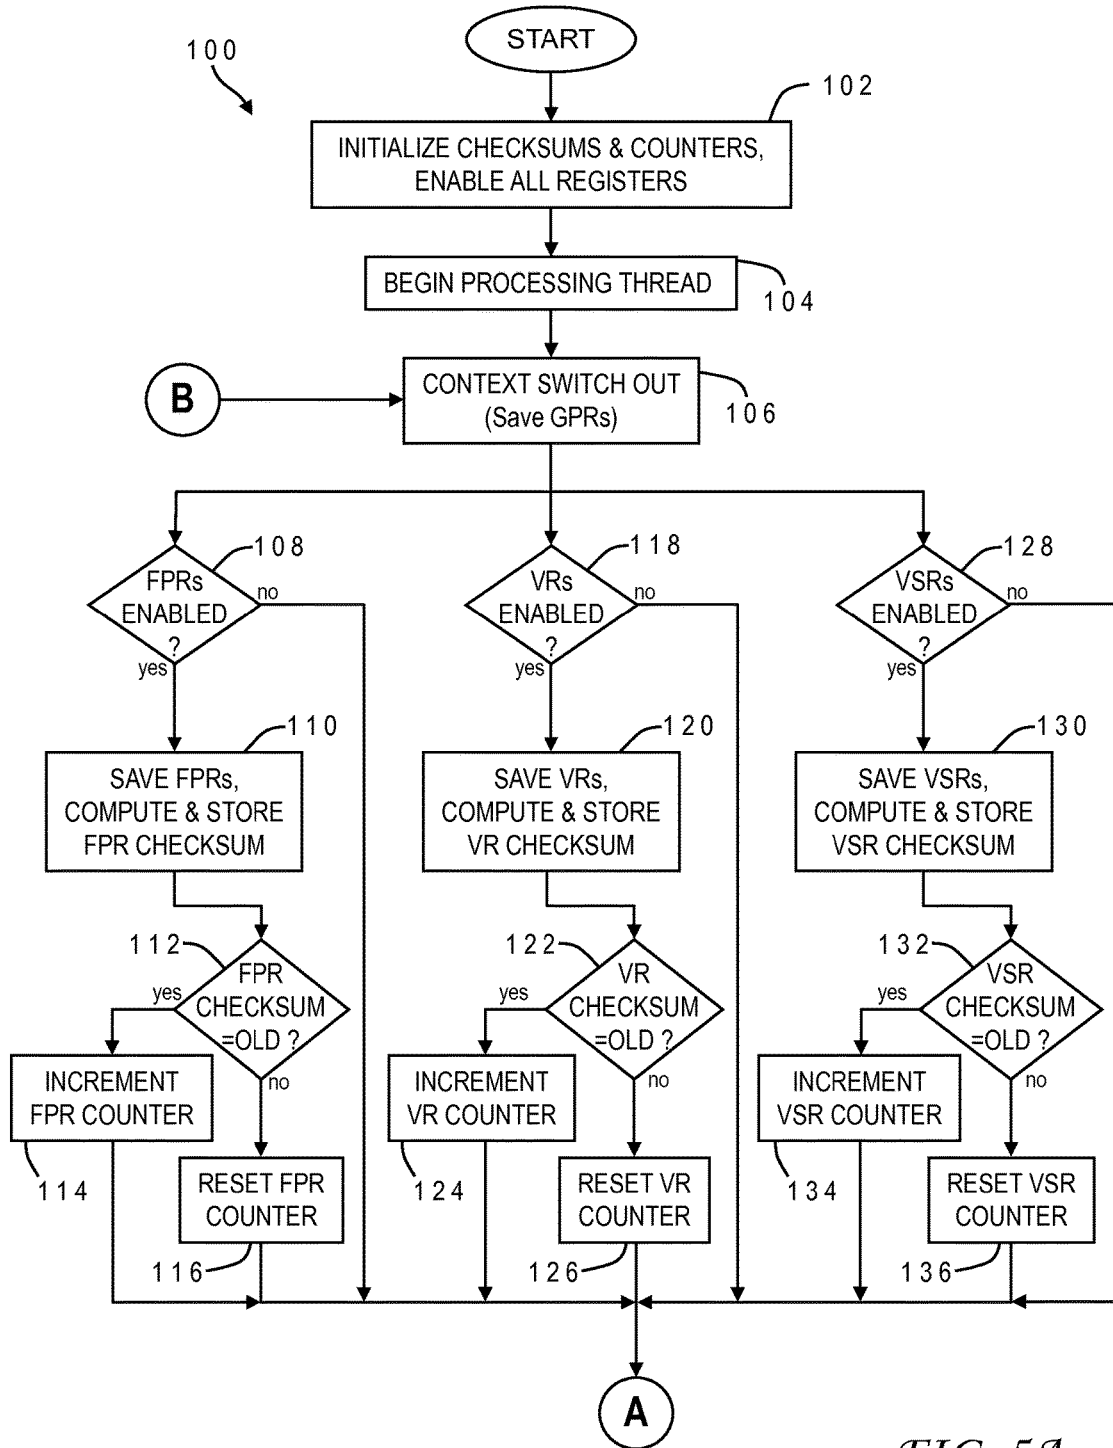 START
100
102
INITIALIZE CHECKSUMS & COUNTERS,
ENABLE ALL REGISTERS
BEGIN PROCESSING THREAD
104
B
CONTEXT SWITCH OUT
(Save GPRs)
106
108
FPRs
ENABLED
?
no
yes
118
VRs
ENABLED
?
no
yes
128
VSRs
ENABLED
?
no
yes
110
SAVE FPRs,
COMPUTE & STORE
FPR CHECKSUM
120
SAVE VRs,
COMPUTE & STORE
VR CHECKSUM
130
SAVE VSRs,
COMPUTE & STORE
VSR CHECKSUM
112
FPR
CHECKSUM
=OLD ?
yes
no
122
VR
CHECKSUM
=OLD ?
yes
no
132
VSR
CHECKSUM
=OLD ?
yes
no
INCREMENT
FPR COUNTER
114
RESET FPR
COUNTER
116
INCREMENT
VR COUNTER
124
RESET VR
COUNTER
126
INCREMENT
VSR COUNTER
134
RESET VSR
COUNTER
136
A
FIG. 5A